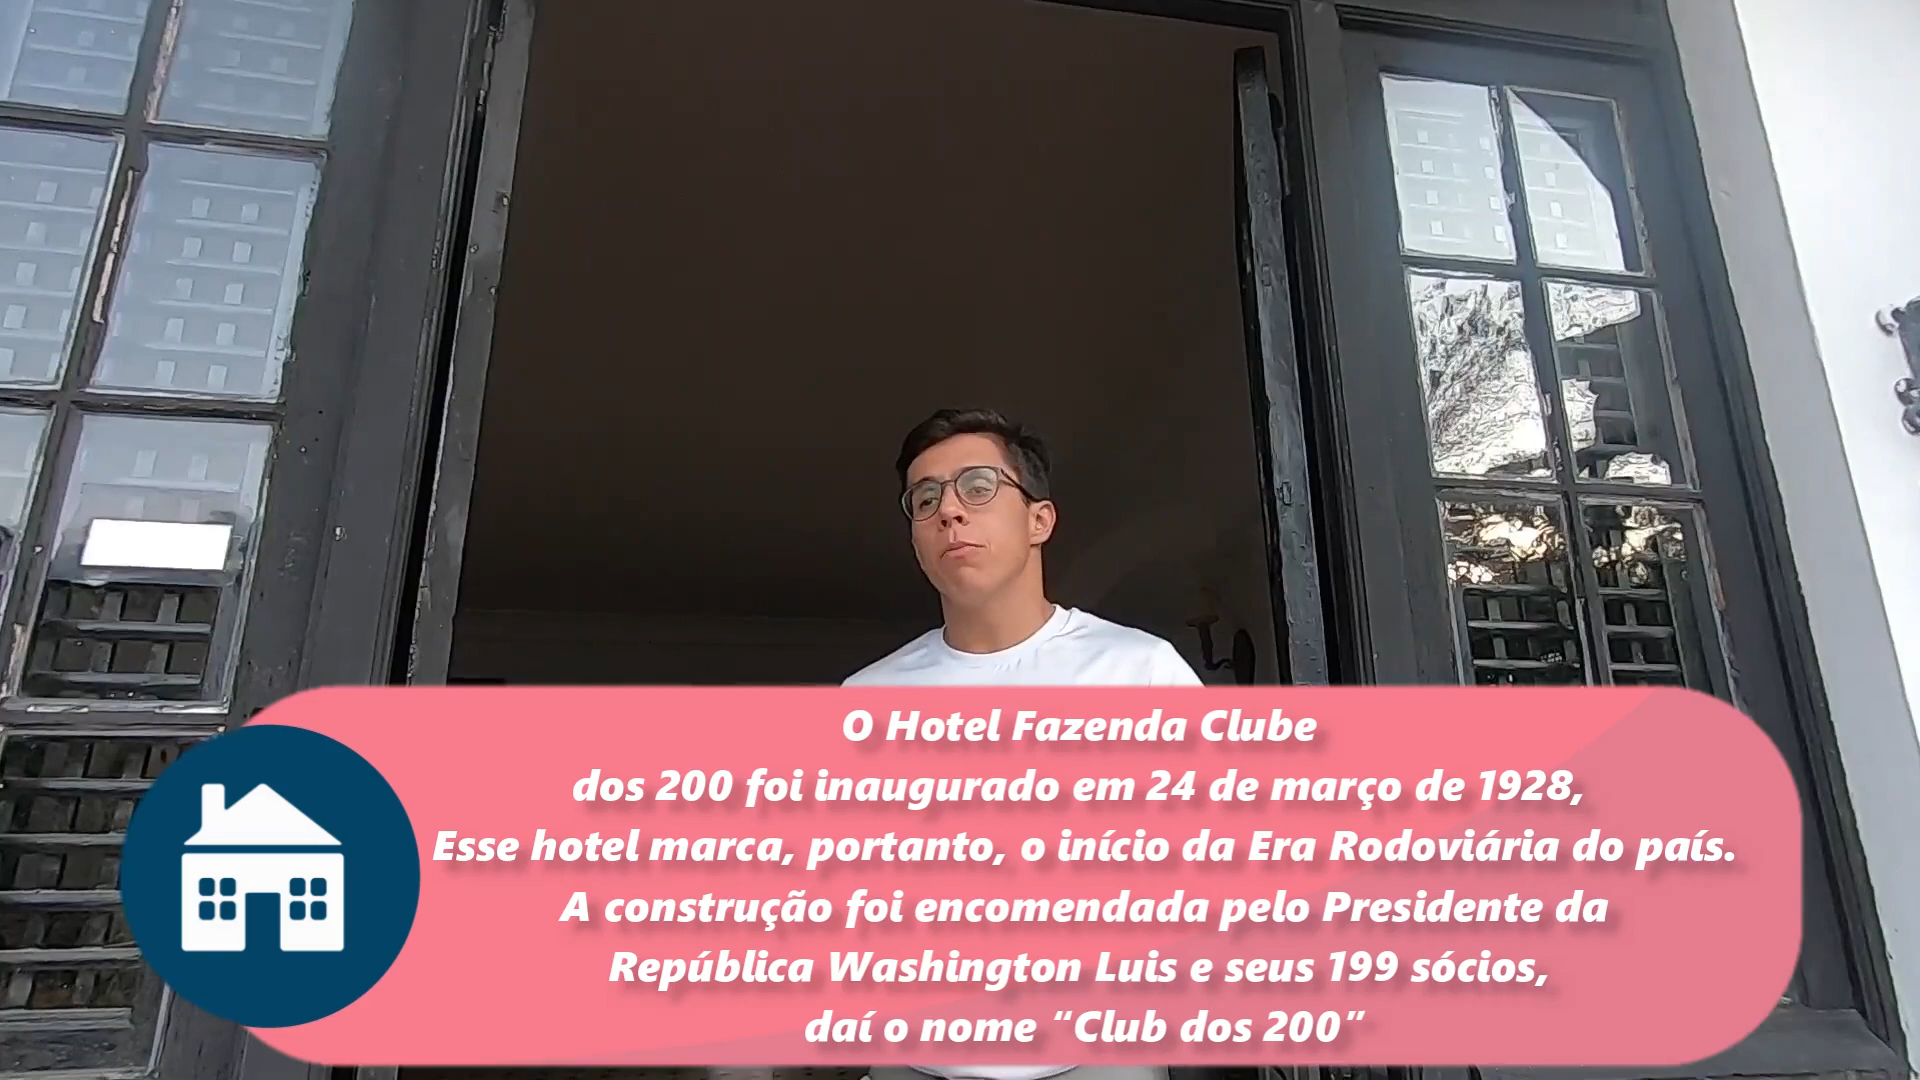 O Hotel Fazenda Clube
dos 200 foi inaugurado em 24 de março de 1928,
Esse hotel marca, portanto, o início da Era Rodoviária do país.
A construção foi encomendada pelo Presidente da
República Washington Luis e seus 199 sócios,
daí o nome “Club dos 200”